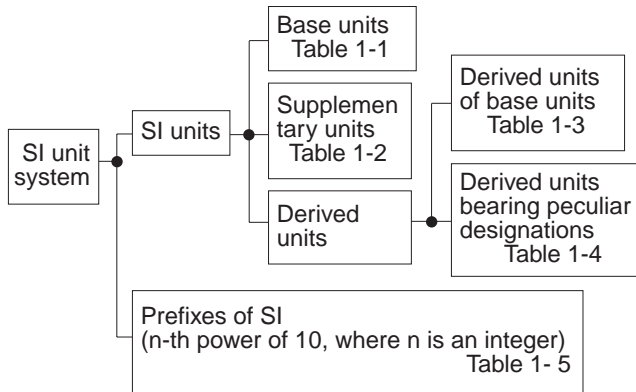 Base units
Table 1-1
SI units
Supplemen
tary units
Table 1-2
Derived units
of base units
Table 1-3
SI unit
system
Derived
units
Derived units
bearing peculiar
designations
Table 1-4
Prefixes of SI
(n-th power of 10, where n is an integer)
Table 1- 5